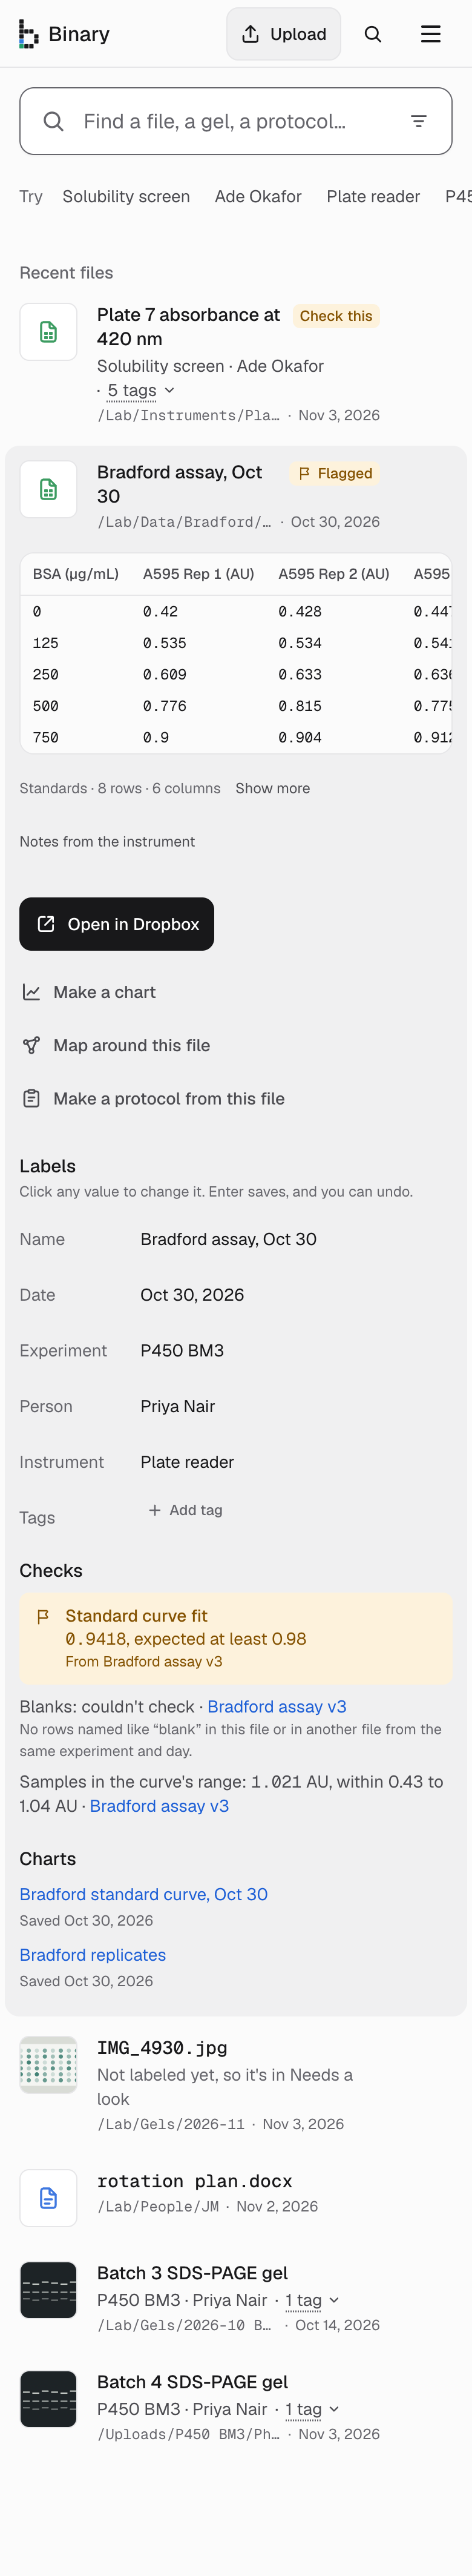 Binary
Upload
Find a file, a gel, a protocol...
Try Solubility screen Ade Okafor Plate reader P45
Recent files
Plate 7 absorbance at Check this
420 nm
Solubility screen · Ade Okafor
· 5 tags
/Lab/Instruments/Pla… · Nov 3, 2026
Bradford assay, Oct Flagged
30
/Lab/Data/Bradford/… · Oct 30, 2026
BSA (µg/mL) A595 Rep 1 (AU) A595 Rep 2 (AU) A595
0 0.42 0.428 0.447
125 0.535 0.534 0.541
250 0.609 0.633 0.636
500 0.776 0.815 0.775
750 0.9 0.904 0.912
Standards · 8 rows · 6 columns Show more
Notes from the instrument
Open in Dropbox
Make a chart
Map around this file
Make a protocol from this file
Labels
Click any value to change it. Enter saves, and you can undo.
Name Bradford assay, Oct 30
Date Oct 30, 2026
Experiment P450 BM3
Person Priya Nair
Instrument Plate reader
Tags + Add tag
Checks
Standard curve fit
0.9418, expected at least 0.98
From Bradford assay v3
Blanks: couldn't check · Bradford assay v3
No rows named like “blank” in this file or in another file from the
same experiment and day.
Samples in the curve's range: 1.021 AU, within 0.43 to
1.04 AU · Bradford assay v3
Charts
Bradford standard curve, Oct 30
Saved Oct 30, 2026
Bradford replicates
Saved Oct 30, 2026
IMG_4930.jpg
Not labeled yet, so it's in Needs a
look
/Lab/Gels/2026-11 · Nov 3, 2026
rotation plan.docx
/Lab/People/JM · Nov 2, 2026
Batch 3 SDS-PAGE gel
P450 BM3 · Priya Nair · 1 tag
/Lab/Gels/2026-10 B… · Oct 14, 2026
Batch 4 SDS-PAGE gel
P450 BM3 · Priya Nair · 1 tag
/Uploads/P450 BM3/Ph… · Nov 3, 2026